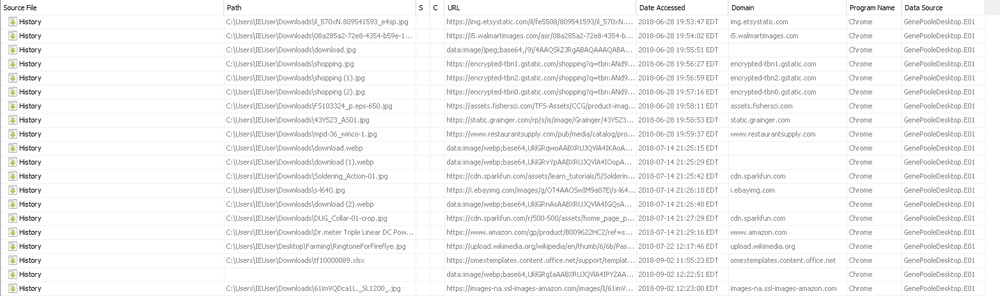 Source File Path S C URL Date Accessed Domain Program Name Data Source
History C:\Users\IEUser\Downloads\il_570xN.809541593_e4sp.jpg https://img.etsystatic.com/il/fe5508/809541593/il_570xN.... 2018-06-28 19:53:47 EDT img.etsystatic.com Chrome GenePooleDesktop.E01
History C:\Users\IEUser\Downloads\08a285a2-72e8-4354-b59e-1... https://i5.walmartimages.com/asr/08a285a2-72e8-4354-b... 2018-06-28 19:54:02 EDT i5.walmartimages.com Chrome GenePooleDesktop.E01
History C:\Users\IEUser\Downloads\download.jpg data:image/jpeg;base64,/9j/4AAQSkZJRgABAQAAAQABA... 2018-06-28 19:55:51 EDT Chrome GenePooleDesktop.E01
History C:\Users\IEUser\Downloads\shopping.jpg https://encrypted-tbn1.gstatic.com/shopping?q=tbn:ANd9... 2018-06-28 19:56:27 EDT encrypted-tbn1.gstatic.com Chrome GenePooleDesktop.E01
History C:\Users\IEUser\Downloads\shopping (1).jpg https://encrypted-tbn2.gstatic.com/shopping?q=tbn:ANd9... 2018-06-28 19:56:59 EDT encrypted-tbn2.gstatic.com Chrome GenePooleDesktop.E01
History C:\Users\IEUser\Downloads\shopping (2).jpg https://encrypted-tbn0.gstatic.com/shopping?q=tbn:ANd9... 2018-06-28 19:57:16 EDT encrypted-tbn0.gstatic.com Chrome GenePooleDesktop.E01
History C:\Users\IEUser\Downloads\FS103324_p.eps-650.jpg https://assets.fishersci.com/TFS-Assets/CCG/product-imag... 2018-06-28 19:58:11 EDT assets.fishersci.com Chrome GenePooleDesktop.E01
History C:\Users\IEUser\Downloads\43Y523_AS01.jpg https://static.grainger.com/rp/s/is/image/Grainger/43Y523... 2018-06-28 19:58:53 EDT static.grainger.com Chrome GenePooleDesktop.E01
History C:\Users\IEUser\Downloads\mpd-36_winco-1.jpg https://www.restaurantsupply.com/pub/media/catalog/pro... 2018-06-28 19:59:37 EDT www.restaurantsupply.com Chrome GenePooleDesktop.E01
History C:\Users\IEUser\Downloads\download.webp data:image/webp;base64,UklGRqwoAABXRUJQVlA4IKAoA... 2018-07-14 21:25:15 EDT Chrome GenePooleDesktop.E01
History C:\Users\IEUser\Downloads\download (1).webp data:image/webp;base64,UklGRvYpAABXRUJQVlA4IOopA... 2018-07-14 21:25:29 EDT Chrome GenePooleDesktop.E01
History C:\Users\IEUser\Downloads\Soldering_Action-01.jpg https://cdn.sparkfun.com/assets/learn_tutorials/5/Solderin... 2018-07-14 21:25:42 EDT cdn.sparkfun.com Chrome GenePooleDesktop.E01
History C:\Users\IEUser\Downloads\s-l640.jpg https://i.ebayimg.com/images/g/OT4AAOSwIM9a87Ei/s-l64... 2018-07-14 21:26:18 EDT i.ebayimg.com Chrome GenePooleDesktop.E01
History C:\Users\IEUser\Downloads\download (2).webp data:image/webp;base64,UklGRnAsAABXRUJQVlA4IGQsA... 2018-07-14 21:26:48 EDT Chrome GenePooleDesktop.E01
History C:\Users\IEUser\Downloads\DUG_Collar-01-crop.jpg https://cdn.sparkfun.com/r/500-500/assets/home_page_p... 2018-07-14 21:27:29 EDT cdn.sparkfun.com Chrome GenePooleDesktop.E01
History C:\Users\IEUser\Downloads\Dr.meter Triple Linear DC Pow... https://www.amazon.com/gp/product/B009622HC2/ref=s... 2018-07-14 21:29:16 EDT www.amazon.com Chrome GenePooleDesktop.E01
History C:\Users\IEUser\Desktop\Farming\RingtoneForFireflye.jpg https://upload.wikimedia.org/wikipedia/en/thumb/6/6b/Pas... 2018-07-22 12:17:46 EDT upload.wikimedia.org Chrome GenePooleDesktop.E01
History C:\Users\IEUser\Downloads\tf10000089.xlsx https://omextemplates.content.office.net/support/templat... 2018-09-02 11:55:23 EDT omextemplates.content.office.net Chrome GenePooleDesktop.E01
History data:image/webp;base64,UklGRgIaAABXRUJQVlA4IPYZAA... 2018-09-02 12:22:51 EDT Chrome GenePooleDesktop.E01
History C:\Users\IEUser\Downloads\61imVQDca1L._SL1200_.jpg https://images-na.ssl-images-amazon.com/images/I/61imV... 2018-09-02 12:23:00 EDT images-na.ssl-images-amazon.com Chrome GenePooleDesktop.E01